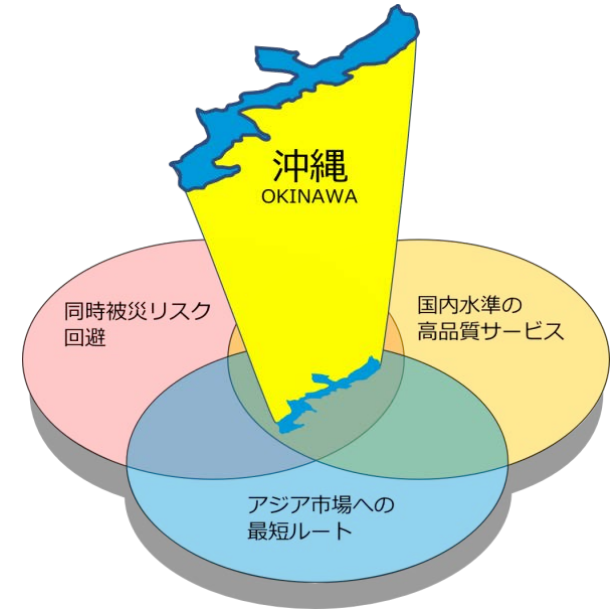 沖縄
OKINAWA
同時被災リスク
回避
国内水準の
高品質サービス
アジア市場への
最短ルート